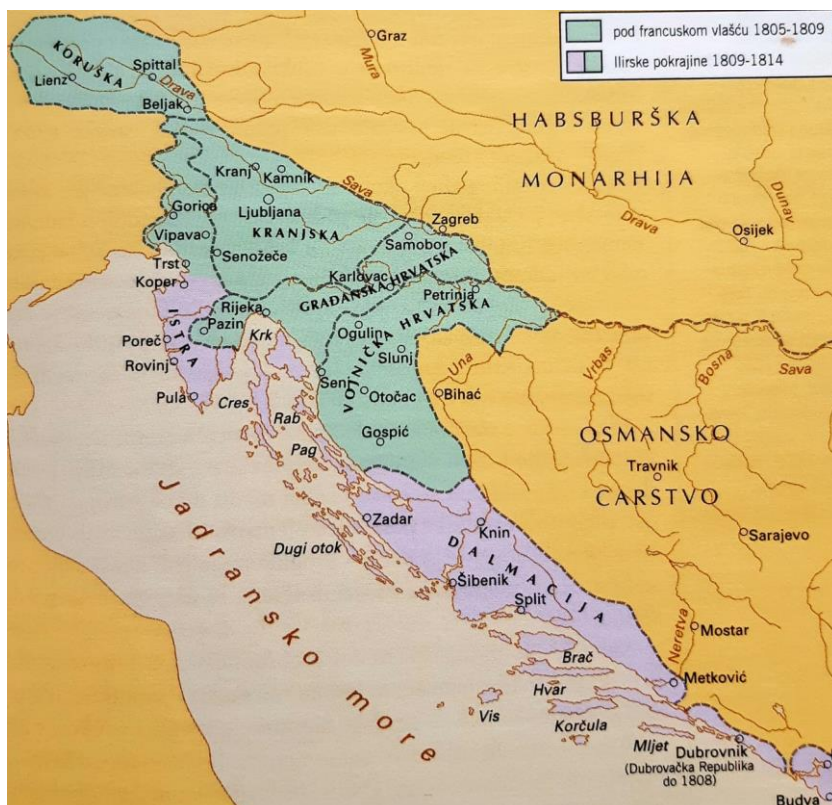 pod francuskom vlašću 1805-1809
Ilirske pokrajine 1809-1814
Graz
Mura
KORUŠKA
Spittal
Lienz
Drava
Beljak
HABSBURŠKA
MONARHIJA
Kranj
Kamnik
Sava
Dunav
Ljubljana
Gorica
Zagreb
Drava
Vipava
KRANJSKA
Samobor
Osijek
Senožeče
Trst
Karlovac
Koper
GRAĐANSKA HRVATSKA
Petrinja
Rijeka
ISTRA
Pazin
Krk
Ogulin
VOJNIČKA HRVATSKA
Poreč
Slunj
Una
Vrbas
Bosna
Sava
Rovinj
Senj
Pula
Cres
Otočac
Bihać
Rab
Gospić
OSMANSKO
Pag
Travnik
CARSTVO
Jadransko more
Zadar
Knin
Sarajevo
Dugi otok
DALMACIJA
Šibenik
Split
Neretva
Mostar
Brač
Metković
Hvar
Vis
Korčula
Mljet
Dubrovnik
(Dubrovačka Republika
do 1808)
Budva